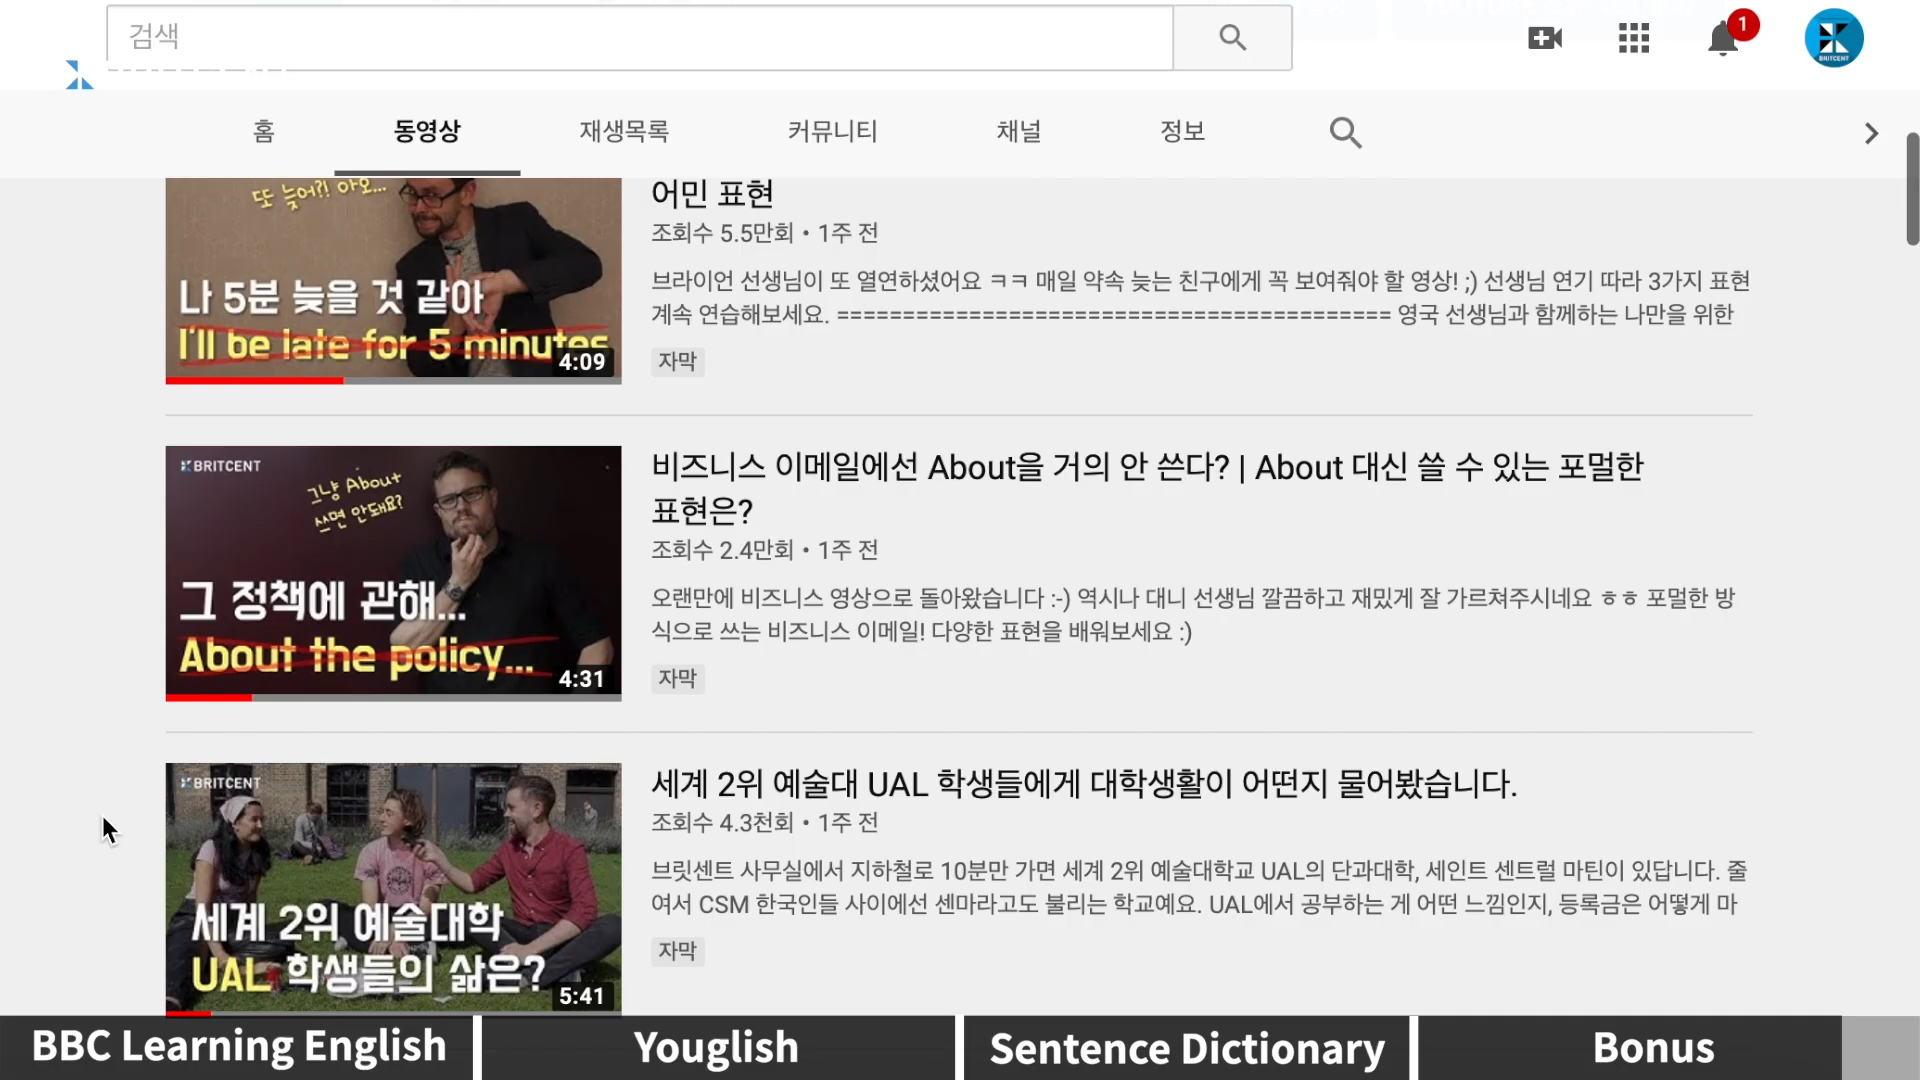 검색
1
BRITCENT
홈
동영상
재생목록
커뮤니티
채널
정보
또 늦어?! 아오...
나 5분 늦을 것 같아
I'll be late for 5 minutes
4:09
어민 표현
조회수 5.5만회 • 1주 전
브라이언 선생님이 또 열연하셨어요 ㅋㅋ 매일 약속 늦는 친구에게 꼭 보여줘야 할 영상! ;) 선생님 연기 따라 3가지 표현
계속 연습해보세요. ========================================== 영국 선생님과 함께하는 나만을 위한
자막
BRITCENT
그냥 About
쓰면 안돼요?
그 정책에 관해...
About the policy...
4:31
비즈니스 이메일에선 About을 거의 안 쓴다? | About 대신 쓸 수 있는 포멀한
표현은?
조회수 2.4만회 • 1주 전
오랜만에 비즈니스 영상으로 돌아왔습니다 :-) 역시나 대니 선생님 깔끔하고 재밌게 잘 가르쳐주시네요 ㅎㅎ 포멀한 방
식으로 쓰는 비즈니스 이메일! 다양한 표현을 배워보세요 :)
자막
BRITCENT
세계 2위 예술대학
UAL 학생들의 삶은?
5:41
세계 2위 예술대 UAL 학생들에게 대학생활이 어떤지 물어봤습니다.
조회수 4.3천회 • 1주 전
브릿센트 사무실에서 지하철로 10분만 가면 세계 2위 예술대학교 UAL의 단과대학, 세인트 센트럴 마틴이 있답니다. 줄
여서 CSM 한국인들 사이에선 센마라고도 불리는 학교예요. UAL에서 공부하는 게 어떤 느낌인지, 등록금은 어떻게 마
자막
BBC Learning English
Youglish
Sentence Dictionary
Bonus